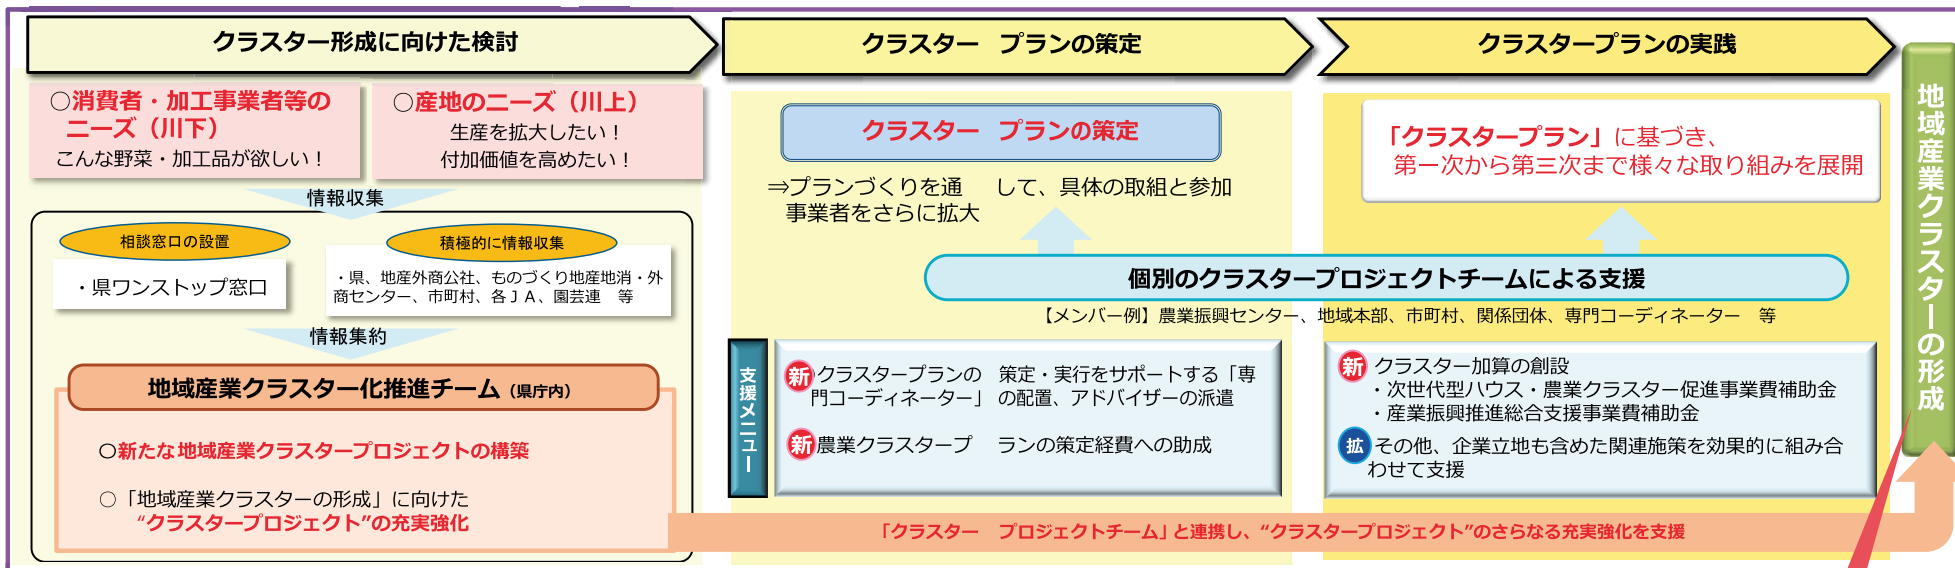 クラスター形成に向けた検討
○消費者・加工事業者等の
ニーズ（川下）
こんな野菜・加工品が欲しい！
○産地のニーズ（川上）
生産を拡大したい！
付加価値を高めたい！
情報収集
相談窓口の設置
・県ワンストップ窓口
積極的に情報収集
・県、地産外商公社、ものづくり地産地消・外
商センター、市町村、各ＪＡ、園芸連　等
情報集約
地域産業クラスター化推進チーム（県庁内）
○新たな地域産業クラスタープロジェクトの構築
○「地域産業クラスターの形成」に向けた
“クラスタープロジェクト”の充実強化
クラスター　プランの策定
クラスター　プランの策定
⇒プランづくりを通　して、具体の取組と参加
事業者をさらに拡大
クラスタープランの実践
「クラスタープラン」に基づき、
第一次から第三次まで様々な取り組みを展開
個別のクラスタープロジェクトチームによる支援
【メンバー例】農業振興センター、地域本部、市町村、関係団体、専門コーディネーター　等
支援メニュー
新 クラスタープランの　策定・実行をサポートする「専
門コーディネーター」　の配置、アドバイザーの派遣
新 農業クラスタープ　ランの策定経費への助成
新 クラスター加算の創設
・次世代型ハウス・農業クラスター促進事業費補助金
・産業振興推進総合支援事業費補助金
拡 その他、企業立地も含めた関連施策を効果的に組み合
わせて支援
「クラスター　プロジェクトチーム」と連携し、“クラスタープロジェクト”のさらなる充実強化を支援
地域産業クラスターの形成